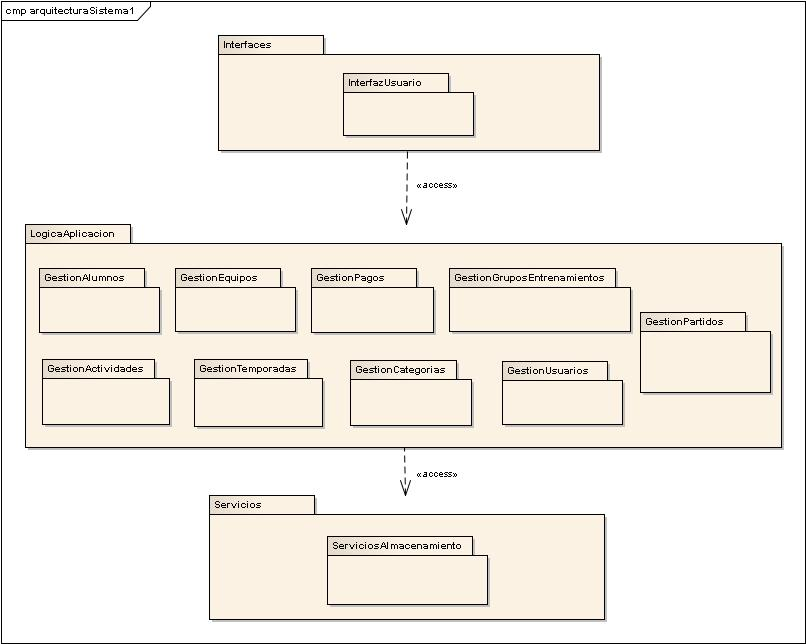 cmp arquitecturaSistema1
Interfaces
InterfazUsuario
«access»
LogicaAplicacion
GestionAlumnos
GestionEquipos
GestionPagos
GestionGruposEntrenamientos
GestionPartidos
GestionActividades
GestionTemporadas
GestionCategorias
GestionUsuarios
«access»
Servicios
ServiciosAlmacenamiento